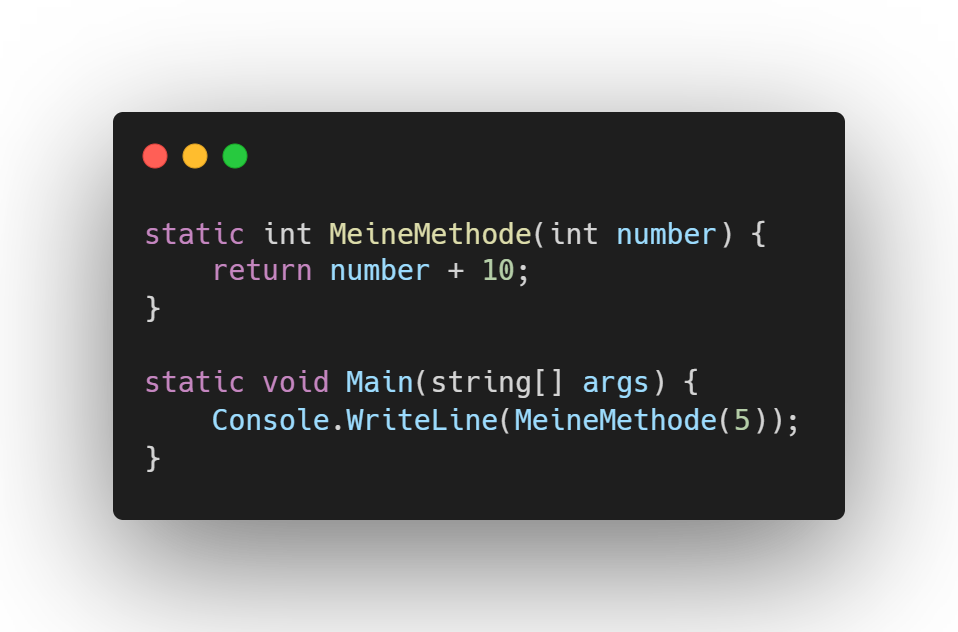 static int MeineMethode(int number) {
    return number + 10;
}

static void Main(string[] args) {
    Console.WriteLine(MeineMethode(5));
}